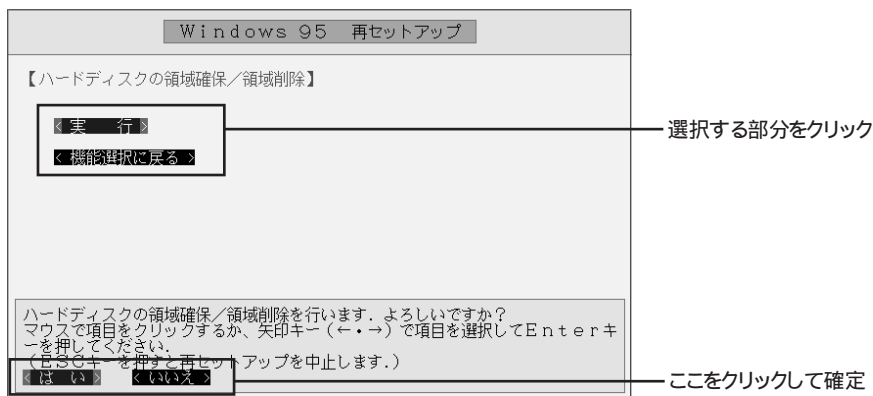 Windows 95　再セットアップ
【ハードディスクの領域確保／領域削除】
<実　行>
選択する部分をクリック
<機能選択に戻る>
ハードディスクの領域確保／領域削除を行います．よろしいですか？
マウスで項目をクリックするか、矢印キー（←・→）で項目を選択してEnterキ
ーを押してください．
（ESCキーを押すと再セットアップを中止します．）
<はい>　<いいえ>
ここをクリックして確定